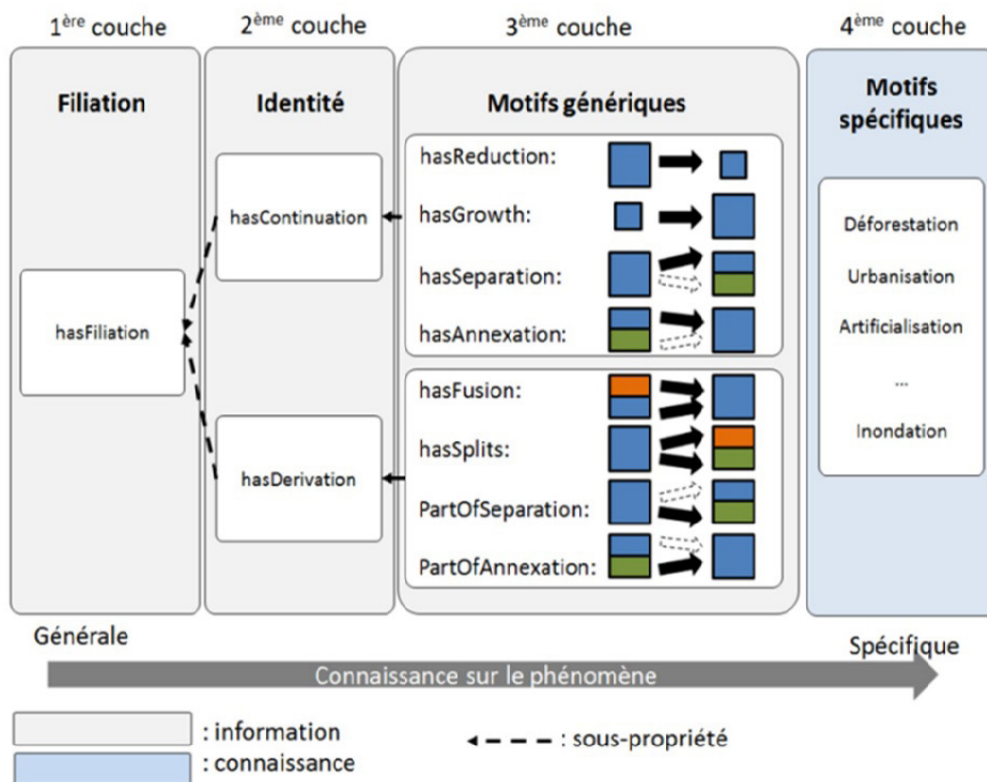 1ère couche
2ème couche
3ème couche
4ème couche
Filiation
Identité
Motifs génériques
Motifs
spécifiques
hasFiliation
hasContinuation
hasDerivation
hasReduction:
hasGrowth:
hasSeparation:
hasAnnexation:
hasFusion:
hasSplits:
PartOfSeparation:
PartOfAnnexation:
Déforestation
Urbanisation
Artificialisation
...
Inondation
Générale
Spécifique
Connaissance sur le phénomène
: information
: connaissance
: sous-propriété